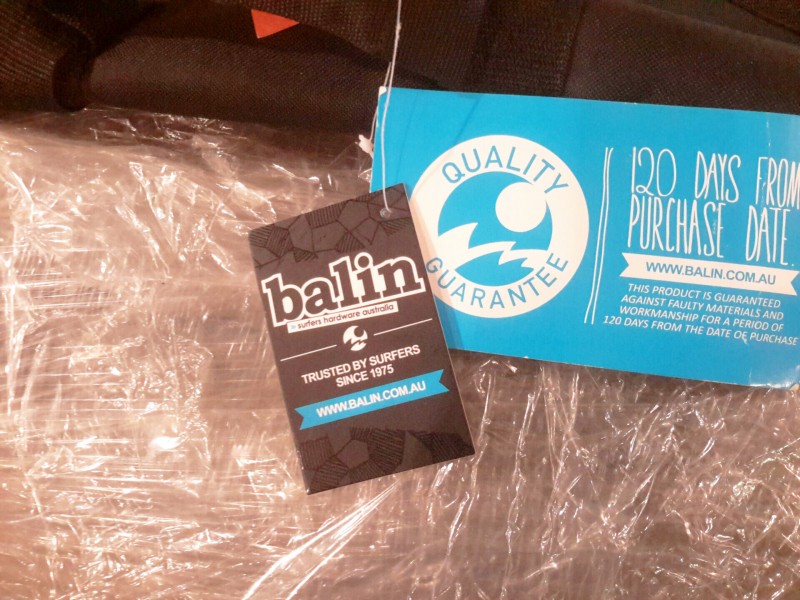 balin
surfers hardware australia
TRUSTED BY SURFERS
SINCE 1975
WWW.BALIN.COM.AU
QUALITY
GUARANTEE
120 DAYS FROM
PURCHASE DATE.
WWW.BALIN.COM.AU
THIS PRODUCT IS GUARANTEED
AGAINST FAULTY MATERIALS AND
WORKMANSHIP FOR A PERIOD OF
120 DAYS FROM THE DATE OF PURCHASE